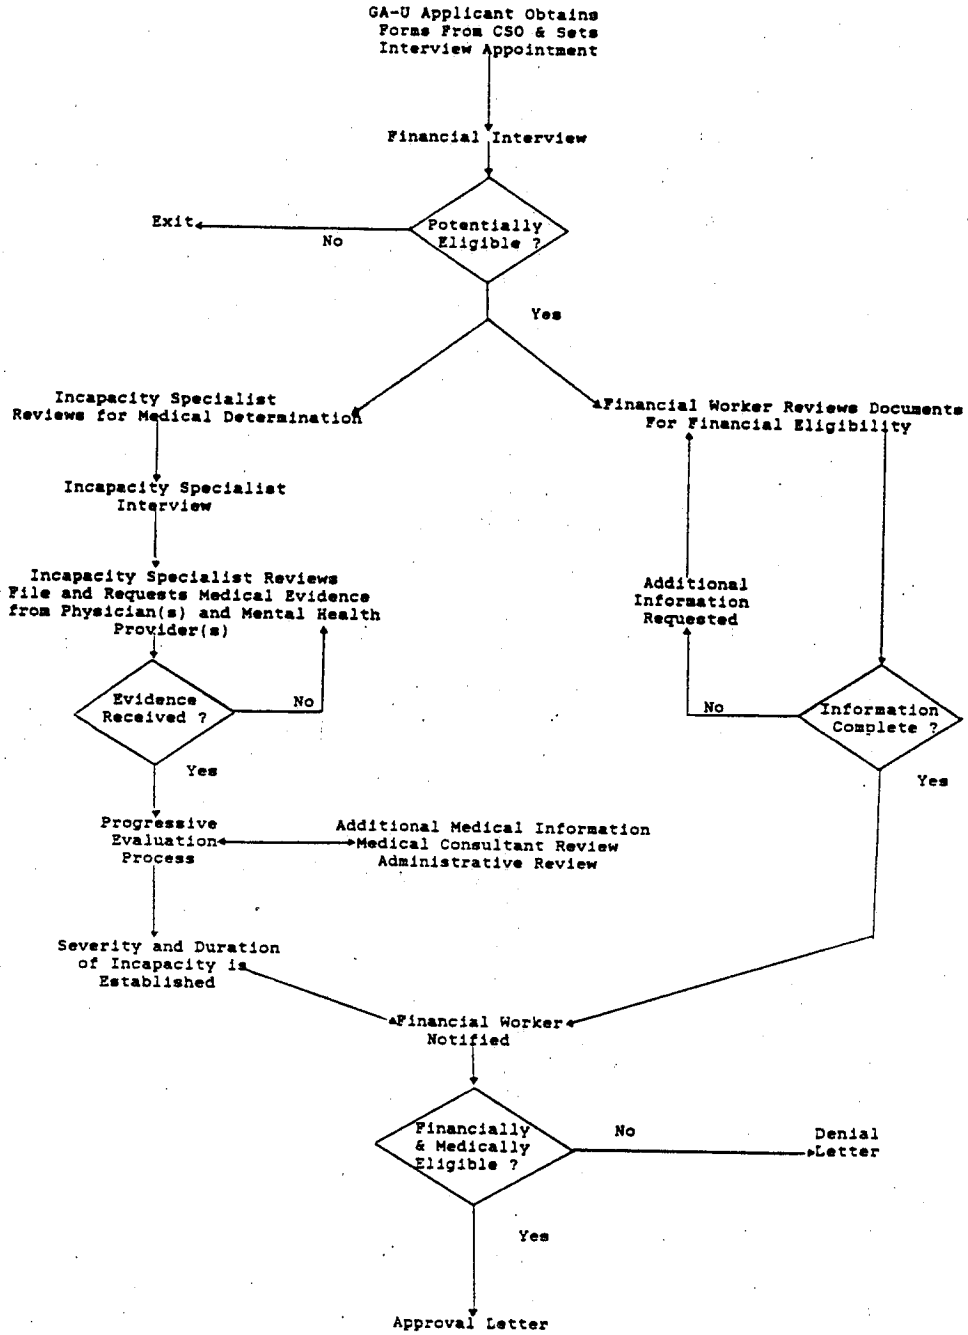 GA-U Applicant Obtains
Forms From CSO & Sets
Interview Appointment
Financial Interview
Potentially
Eligible ?
Exit
No
Yes
Incapacity Specialist
Reviews for Medical Determination
Financial Worker Reviews Documents
For Financial Eligibility
Incapacity Specialist
Interview
Incapacity Specialist Reviews
File and Requests Medical Evidence
from Physician(s) and Mental Health
Provider(s)
Additional
Information
Requested
Evidence
Received ?
No
Yes
No
Information
Complete ?
Yes
Progressive
Evaluation
Process
Additional Medical Information
Medical Consultant Review
Administrative Review
Severity and Duration
of Incapacity is
Established
Financial Worker
Notified
Financially
& Medically
Eligible ?
No
Denial
Letter
Yes
Approval Letter